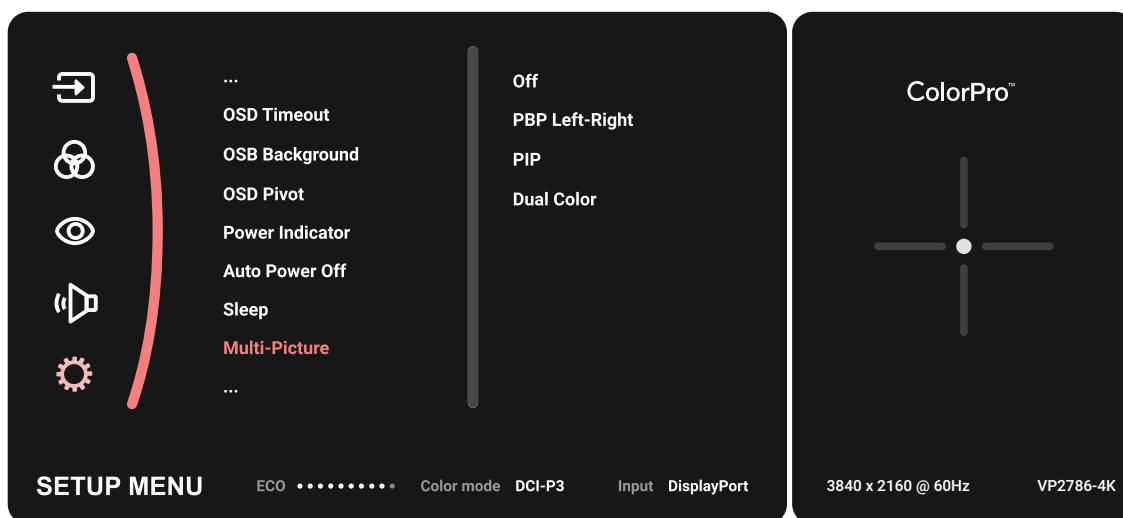 ...
OSD Timeout
OSB Background
OSD Pivot
Power Indicator
Auto Power Off
Sleep
Multi-Picture
...
Off
PBP Left-Right
PIP
Dual Color
SETUP MENU
ECO
Color mode DCI-P3
Input DisplayPort
ColorPro™
3840 x 2160 @ 60Hz
VP2786-4K